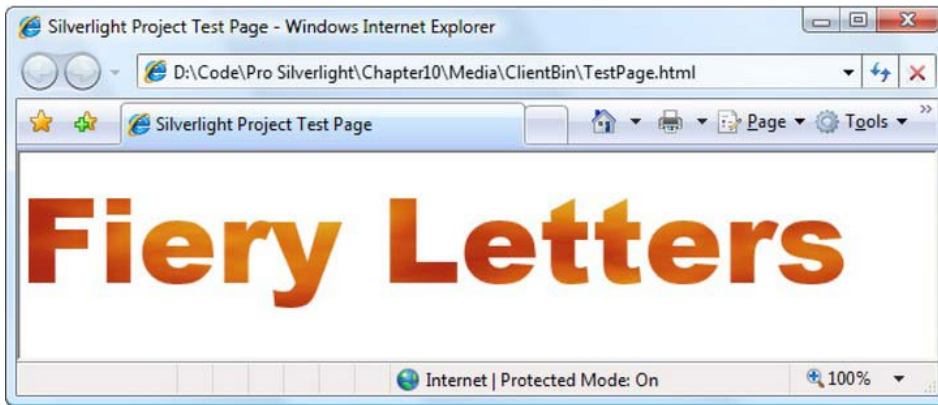 Silverlight Project Test Page - Windows Internet Explorer
D:\Code\Pro Silverlight\Chapter10\Media\ClientBin\TestPage.html
Silverlight Project Test Page
Page
Tools
Fiery Letters
Internet | Protected Mode: On
100%